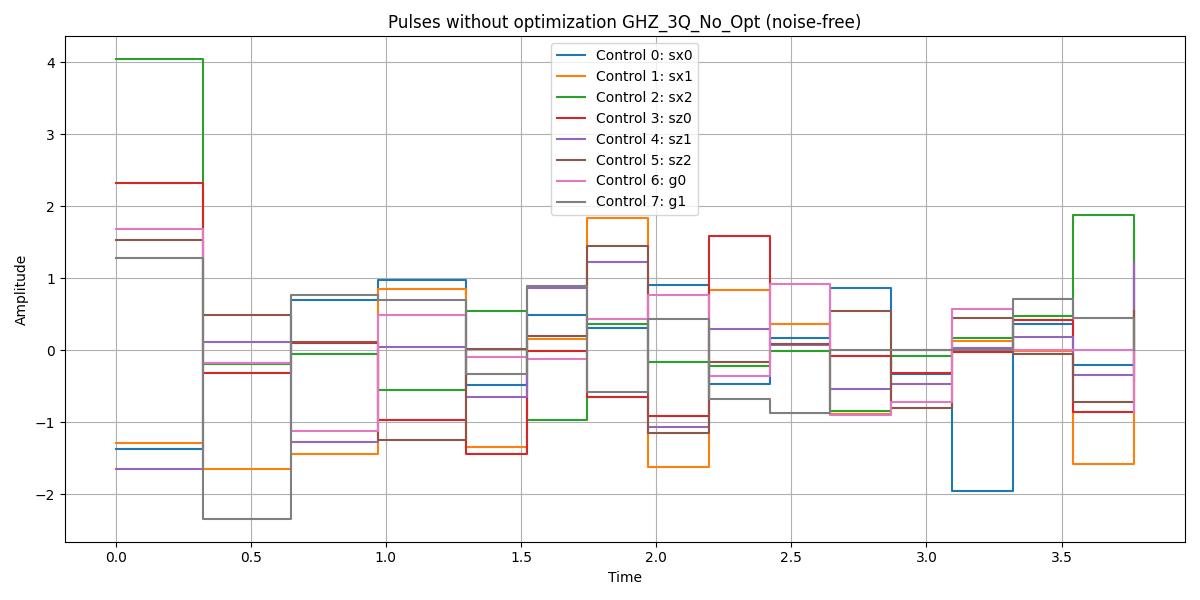 Pulses without optimization GHZ_3Q_No_Opt (noise-free)
Control 0: sx0
Control 1: sx1
Control 2: sx2
Control 3: sz0
Control 4: sz1
Control 5: sz2
Control 6: g0
Control 7: g1
Amplitude
4
3
2
1
0
−1
−2
0.0 0.5 1.0 1.5 2.0 2.5 3.0 3.5
Time